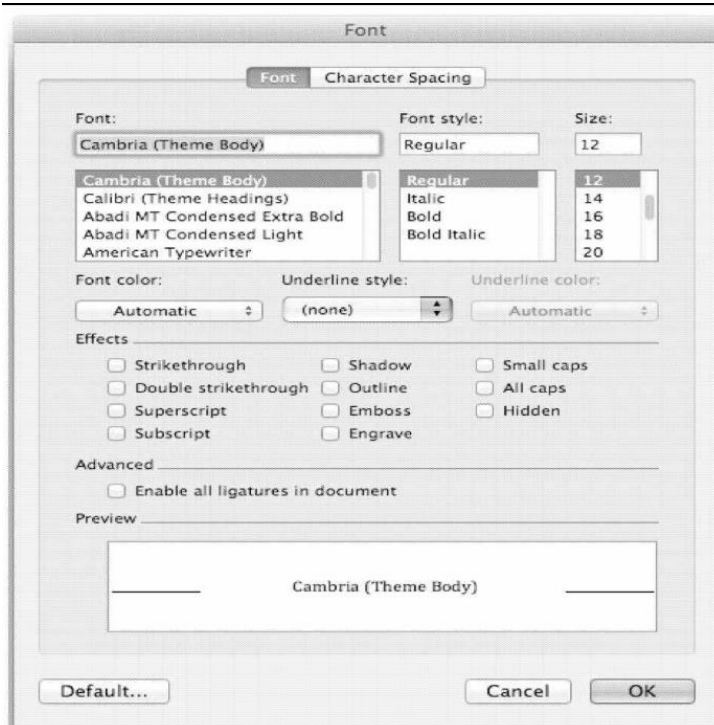 Font
Font Character Spacing
Font: Font style: Size:
Cambria (Theme Body) Regular 12
Cambria (Theme Body) Regular 12
Calibri (Theme Headings) Italic 14
Abadi MT Condensed Extra Bold Bold 16
Abadi MT Condensed Light Bold Italic 18
American Typewriter 20
Font color: Underline style: Underline color:
Automatic (none) Automatic
Effects
Strikethrough Shadow Small caps
Double strikethrough Outline All caps
Superscript Emboss Hidden
Subscript Engrave
Advanced
Enable all ligatures in document
Preview
Cambria (Theme Body)
Default... Cancel OK